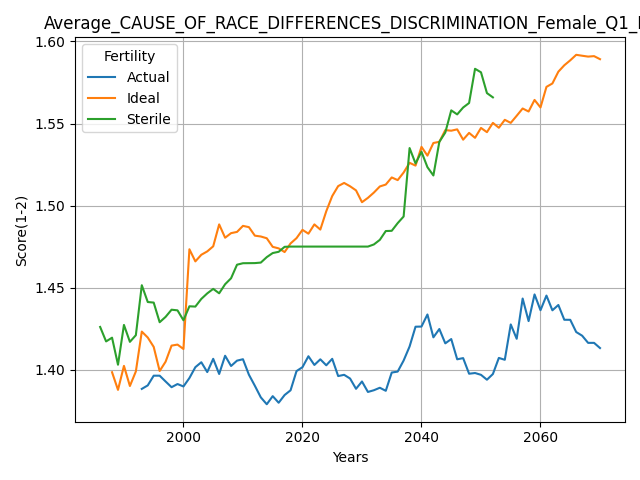 Average_CAUSE_OF_RACE_DIFFERENCES_DISCRIMINATION_Female_Q1_
1.60
1.55
1.50
1.45
1.40
Score(1-2)
Fertility
Actual
Ideal
Sterile
2000
2020
2040
2060
Years